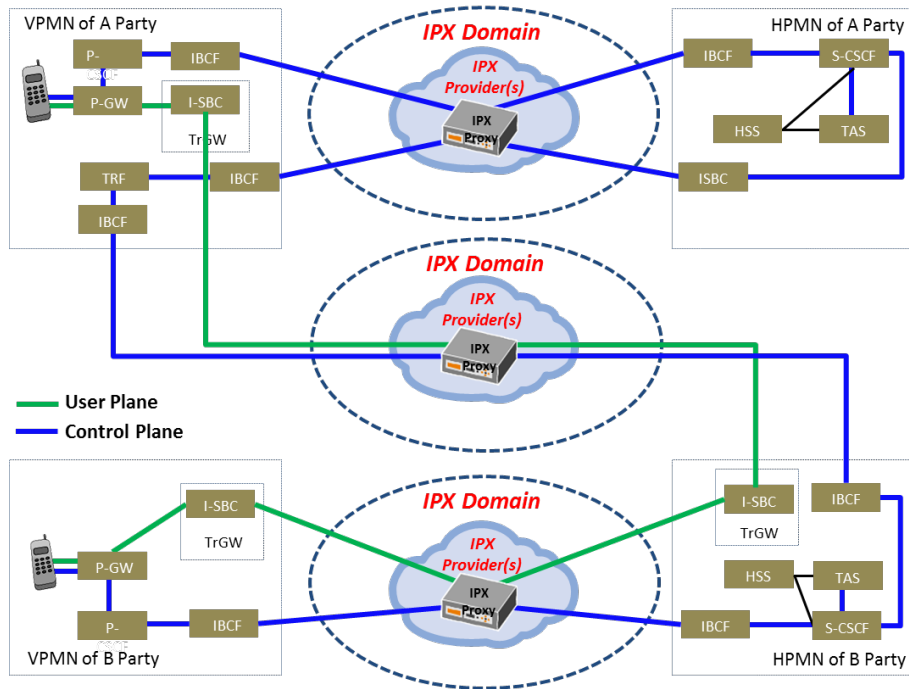 VPMN of A Party
IPX Domain
HPMN of A Party
P-
CSCF
IBCF
IPX
Provider(s)
IBCF
S-CSCF
P-GW
I-SBC
IPX
Proxy
HSS
TAS
TrGW
TRF
IBCF
ISBC
IBCF
IPX Domain
IPX
Provider(s)
IPX
Proxy
User Plane
Control Plane
IPX Domain
I-SBC
TrGW
I-SBC
TrGW
IBCF
IPX
Provider(s)
P-GW
IPX
Proxy
HSS
TAS
P-
CSCF
IBCF
IBCF
S-CSCF
VPMN of B Party
HPMN of B Party